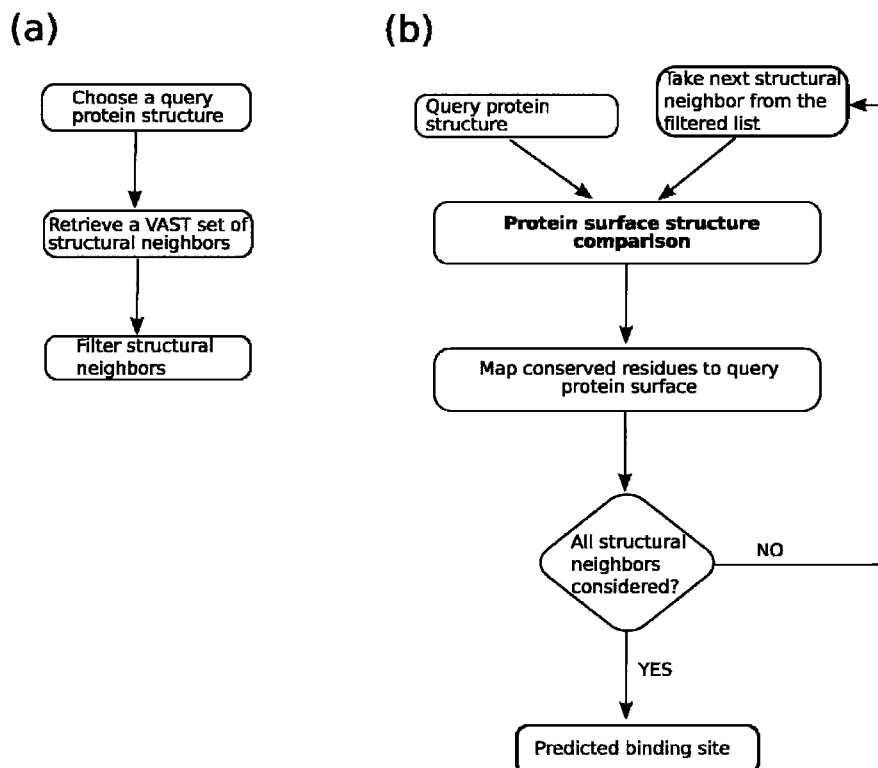 (a)
Choose a query
protein structure
Retrieve a VAST set of
structural neighbors
Filter structural
neighbors
(b)
Query protein
structure
Take next structural
neighbor from the
filtered list
Protein surface structure
comparison
Map conserved residues to query
protein surface
All structural
neighbors
considered?
NO
YES
Predicted binding site